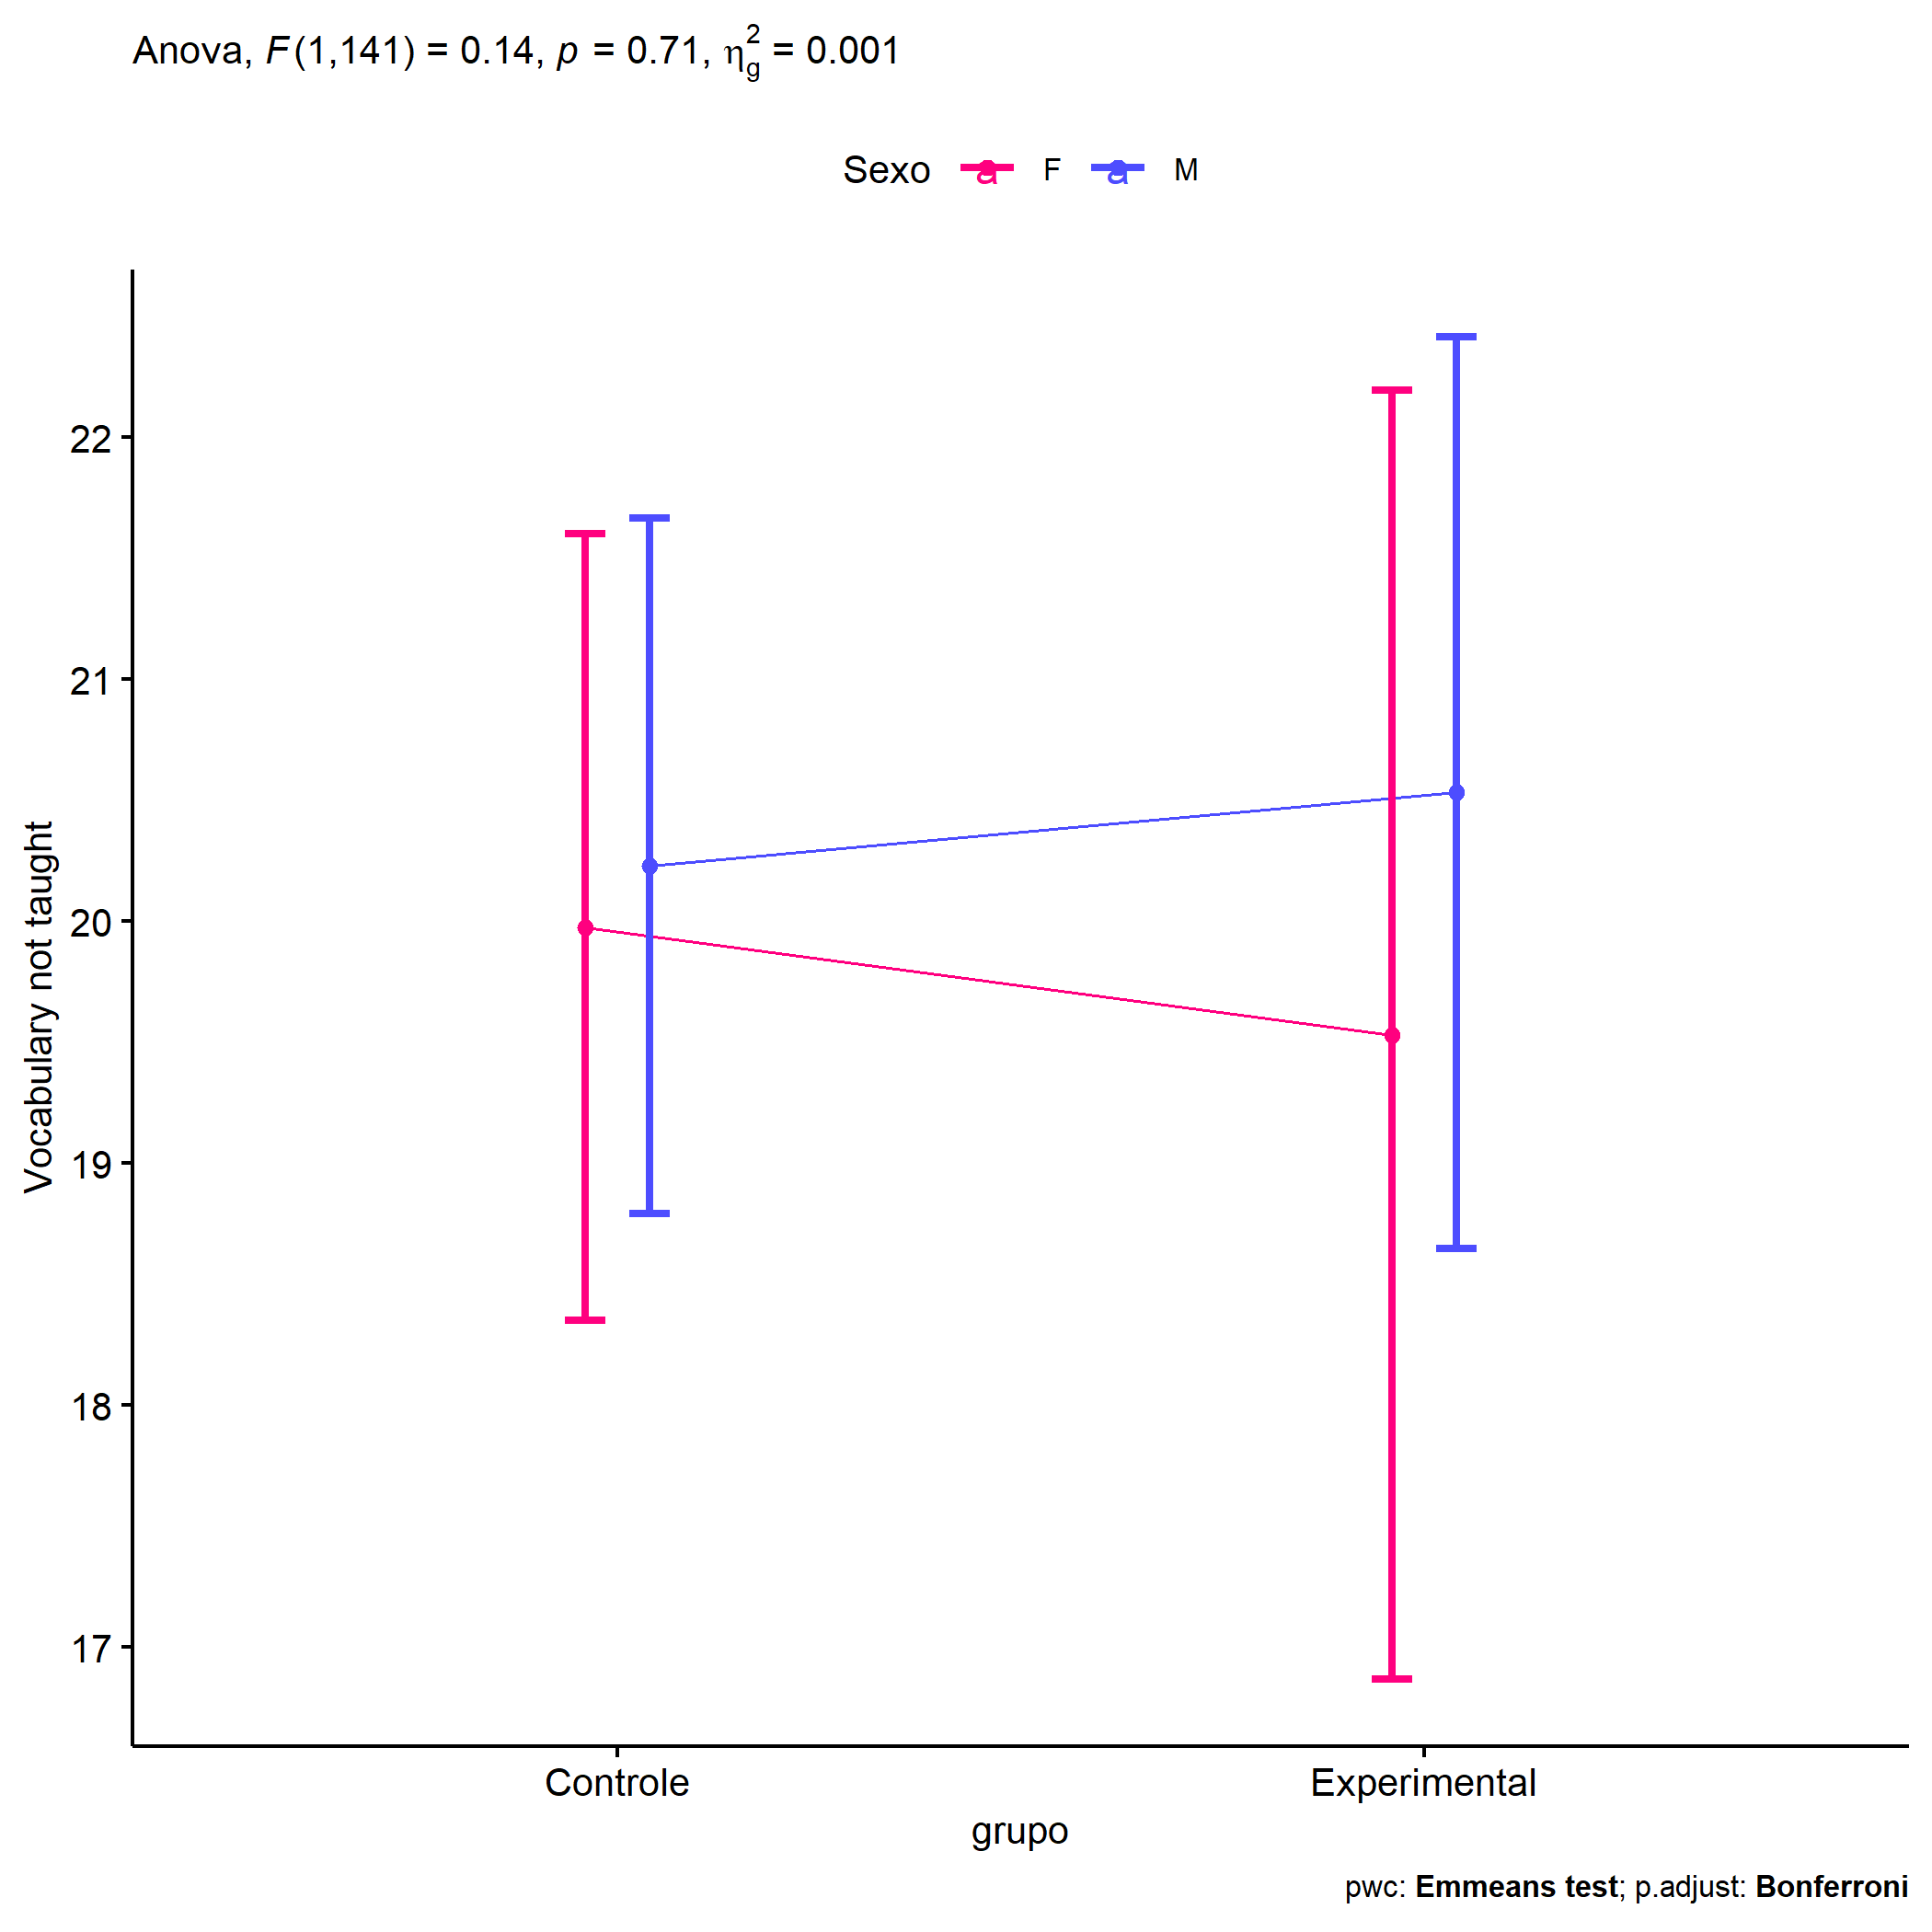 Anova, F(1,141) = 0.14, p = 0.71, η²g = 0.001
Sexo a F a M
Vocabulary not taught
22
21
20
19
18
17
Controle Experimental
grupo
pwc: Emmeans test; p.adjust: Bonferroni